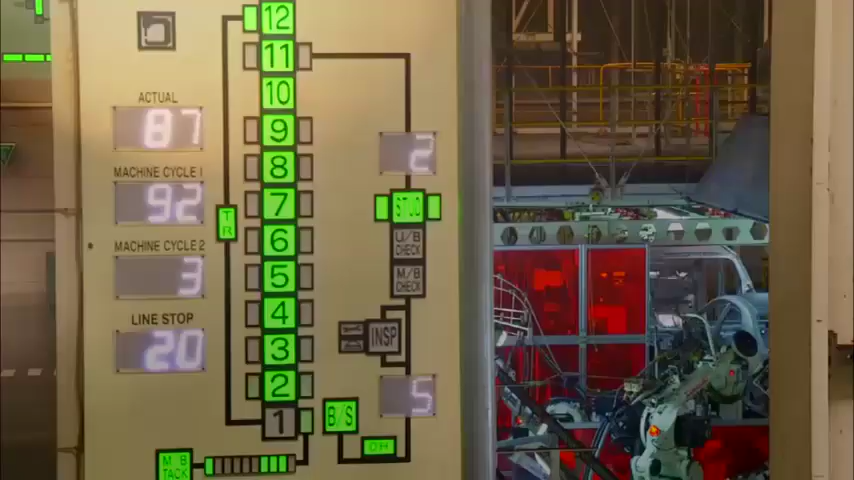 12
11
10
ACTUAL
87
9
2
8
MACHINE CYCLE 1
92
7
STUD
T
R
6
U/B
CHECK
MACHINE CYCLE 2
3
5
M/B
CHECK
4
LINE STOP
20
3
INSP
2
5
1
B/S
OH
M B
TACK